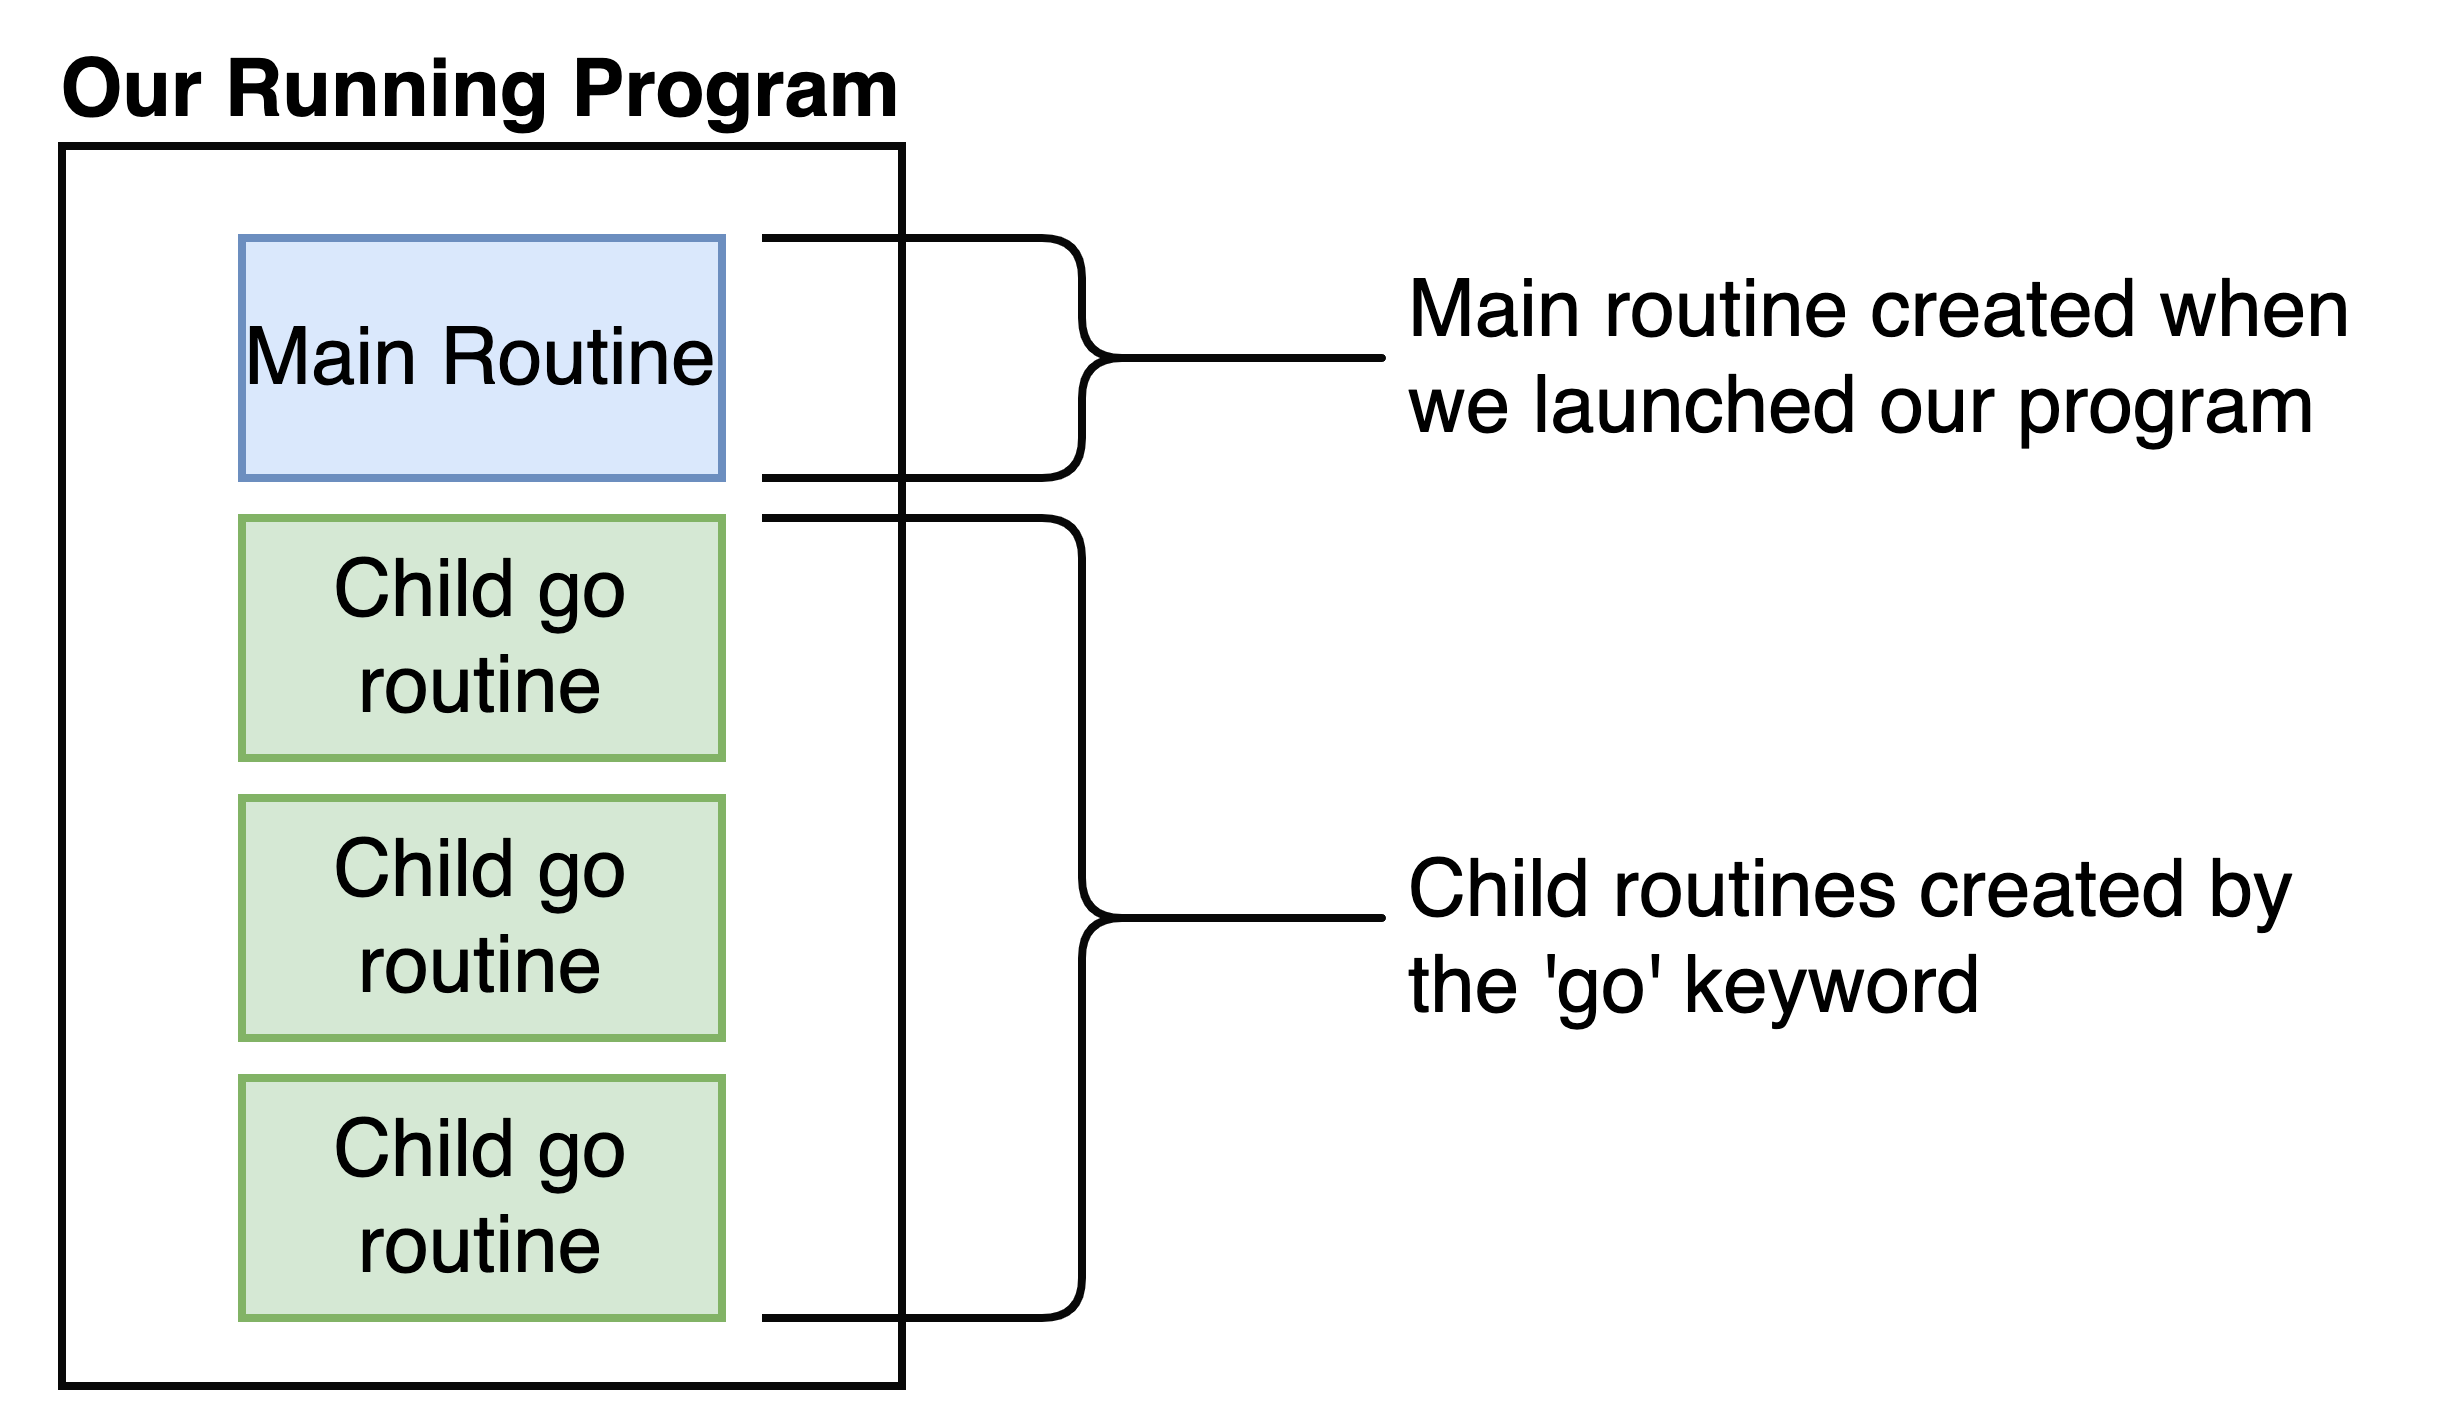 Our Running Program
Main Routine
Main routine created when
we launched our program
Child go
routine
Child go
routine
Child go
routine
Child routines created by
the 'go' keyword